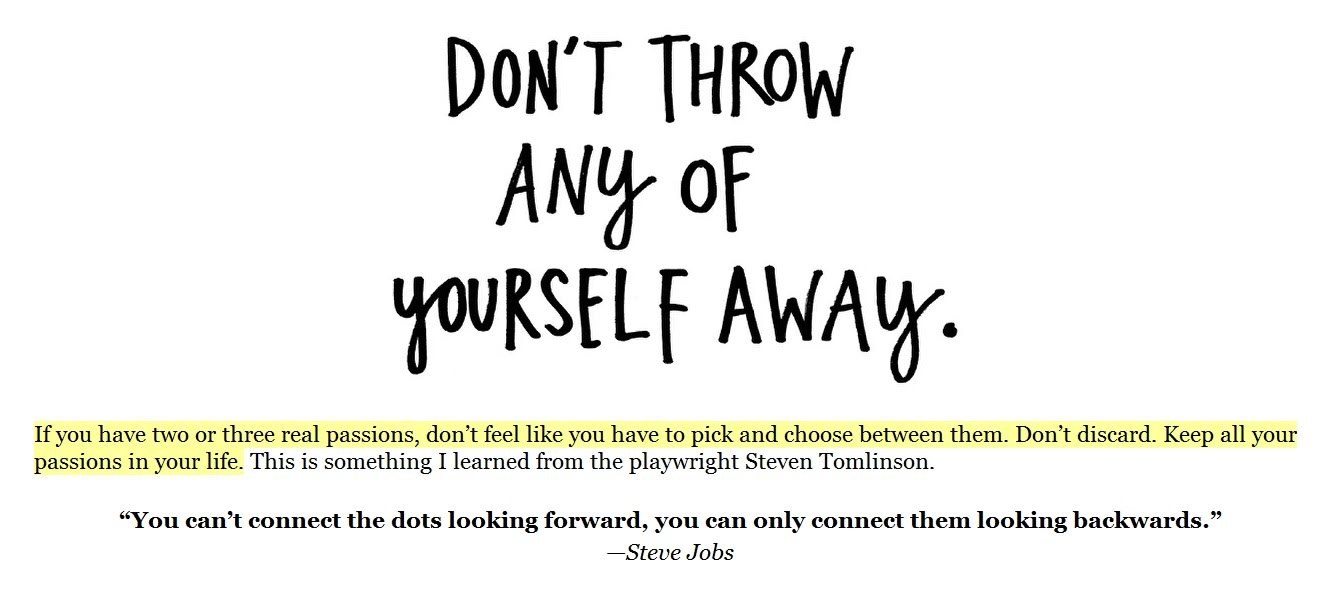 DON'T THROW
ANY OF
yOURSELF AWAy.
If you have two or three real passions, don’t feel like you have to pick and choose between them. Don’t discard. Keep all your
passions in your life. This is something I learned from the playwright Steven Tomlinson.
“You can’t connect the dots looking forward, you can only connect them looking backwards.”
—Steve Jobs